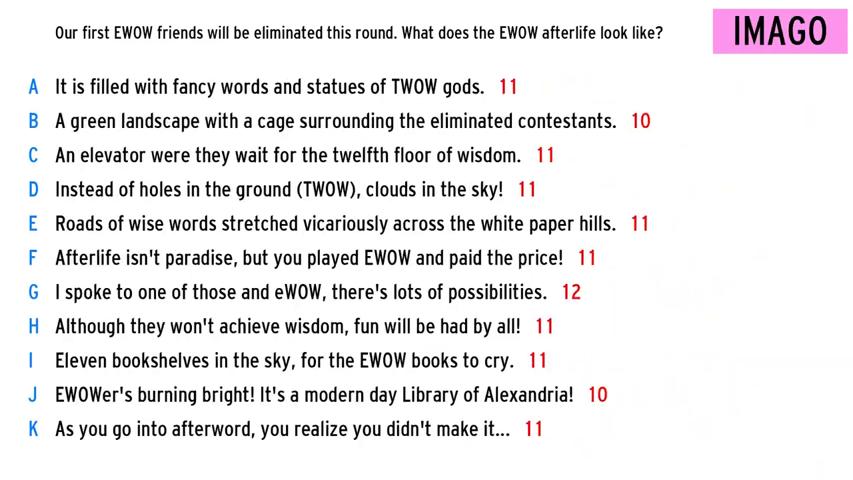 Our first EWOW friends will be eliminated this round. What does the EWOW afterlife look like?
IMAGO
A It is filled with fancy words and statues of TWOW gods. 11
B A green landscape with a cage surrounding the eliminated contestants. 10
C An elevator were they wait for the twelfth floor of wisdom. 11
D Instead of holes in the ground (TWOW), clouds in the sky! 11
E Roads of wise words stretched vicariously across the white paper hills. 11
F Afterlife isn't paradise, but you played EWOW and paid the price! 11
G I spoke to one of those and eWOW, there's lots of possibilities. 12
H Although they won't achieve wisdom, fun will be had by all! 11
I Eleven bookshelves in the sky, for the EWOW books to cry. 11
J EWOWer's burning bright! It's a modern day Library of Alexandria! 10
K As you go into afterword, you realize you didn't make it... 11